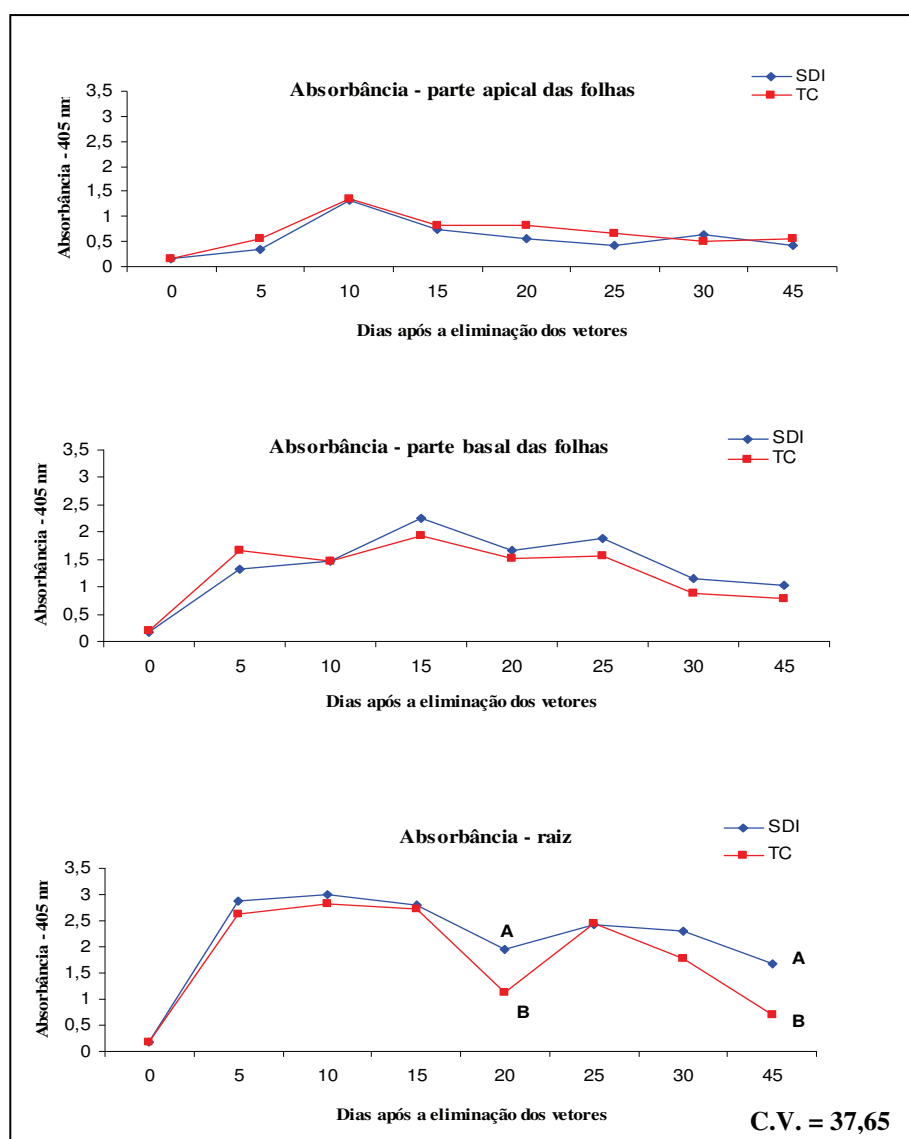 Absorbância - parte apical das folhas
SDI
TC
Absorbância - 405 nm
3,5
3
2,5
2
1,5
1
0,5
0
0 5 10 15 20 25 30 45
Dias após a eliminação dos vetores
Absorbância - parte basal das folhas
SDI
TC
Absorbância - 405 nm
3,5
3
2,5
2
1,5
1
0,5
0
0 5 10 15 20 25 30 45
Dias após a eliminação dos vetores
Absorbância - raiz
SDI
TC
Absorbância - 405 nm
3,5
3
2,5
2
1,5
1
0,5
0
A
B
A
B
0 5 10 15 20 25 30 45
Dias após a eliminação dos vetores
C.V. = 37,65